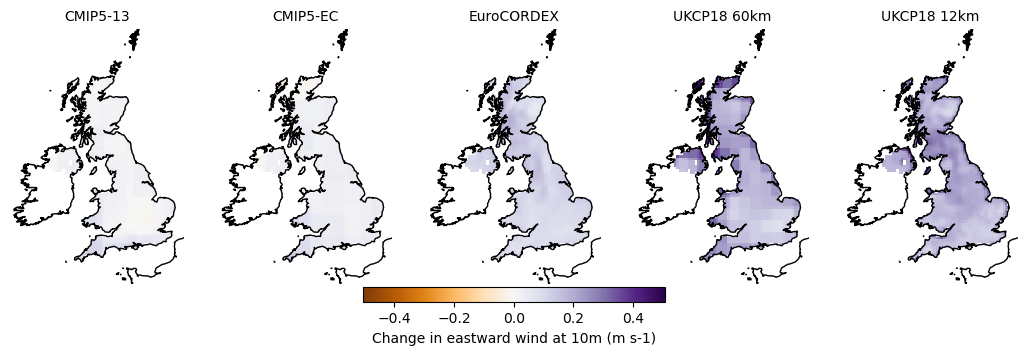 CMIP5-13 CMIP5-EC EuroCORDEX UKCP18 60km UKCP18 12km
−0.4 −0.2 0.0 0.2 0.4
Change in eastward wind at 10m (m s-1)